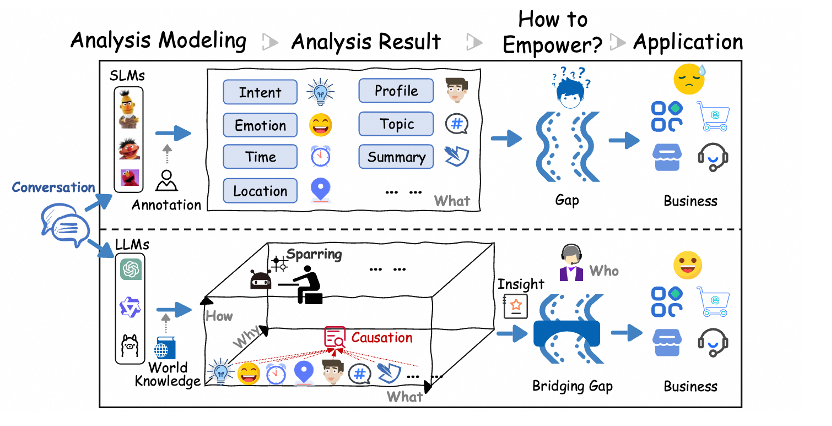 Analysis Modeling
Analysis Result
How to
Empower?
Application
SLMs
Conversation
Annotation
Intent
Profile
Emotion
Topic
Time
Summary
Location
... ...
What
Gap
Business
LLMs
World
Knowledge
Sparring
... ...
How
Why
Causation
... ...
What
Insight
Who
Bridging Gap
Business